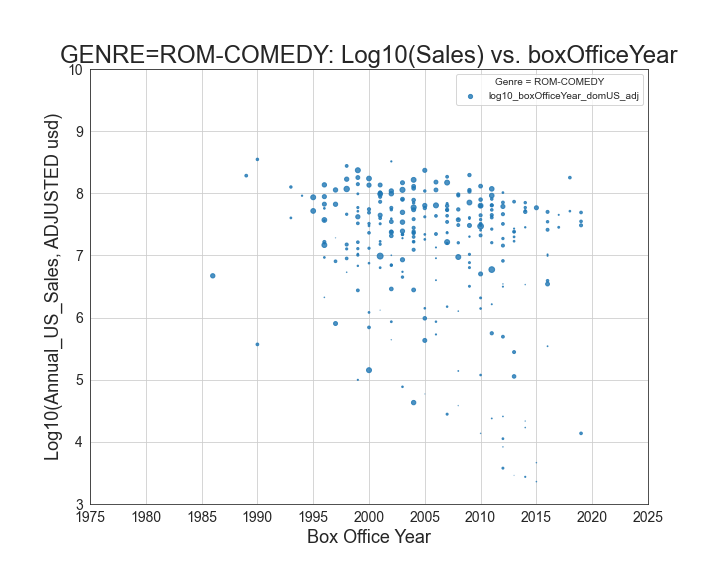 GENRE=ROM-COMEDY: Log10(Sales) vs. boxOfficeYear
Genre = ROM-COMEDY
log10_boxOfficeYear_domUS_adj
Log10(Annual_US_Sales, ADJUSTED usd)
10
9
8
7
6
5
4
3
1975 1980 1985 1990 1995 2000 2005 2010 2015 2020 2025
Box Office Year